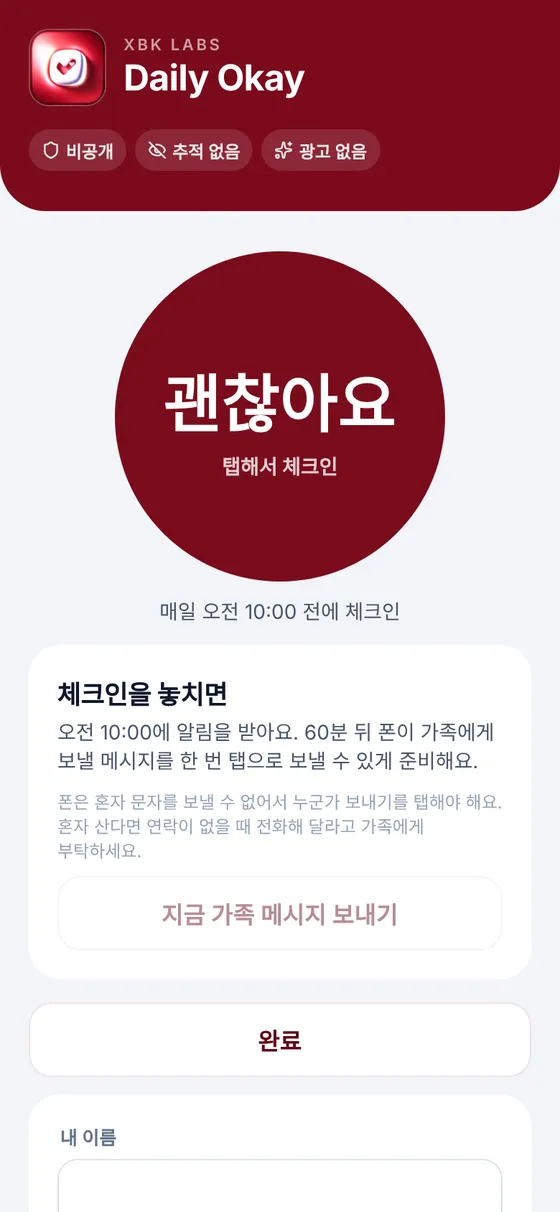 XBK LABS
Daily Okay
비공개
추적 없음
광고 없음
괜찮아요
탭해서 체크인
매일 오전 10:00 전에 체크인
체크인을 놓치면
오전 10:00에 알림을 받아요. 60분 뒤 폰이 가족에게
보낼 메시지를 한 번 탭으로 보낼 수 있게 준비해요.
폰은 혼자 문자를 보낼 수 없어서 누군가 보내기를 탭해야 해요.
혼자 산다면 연락이 없을 때 전화해 달라고 가족에게
부탁하세요.
지금 가족 메시지 보내기
완료
내 이름